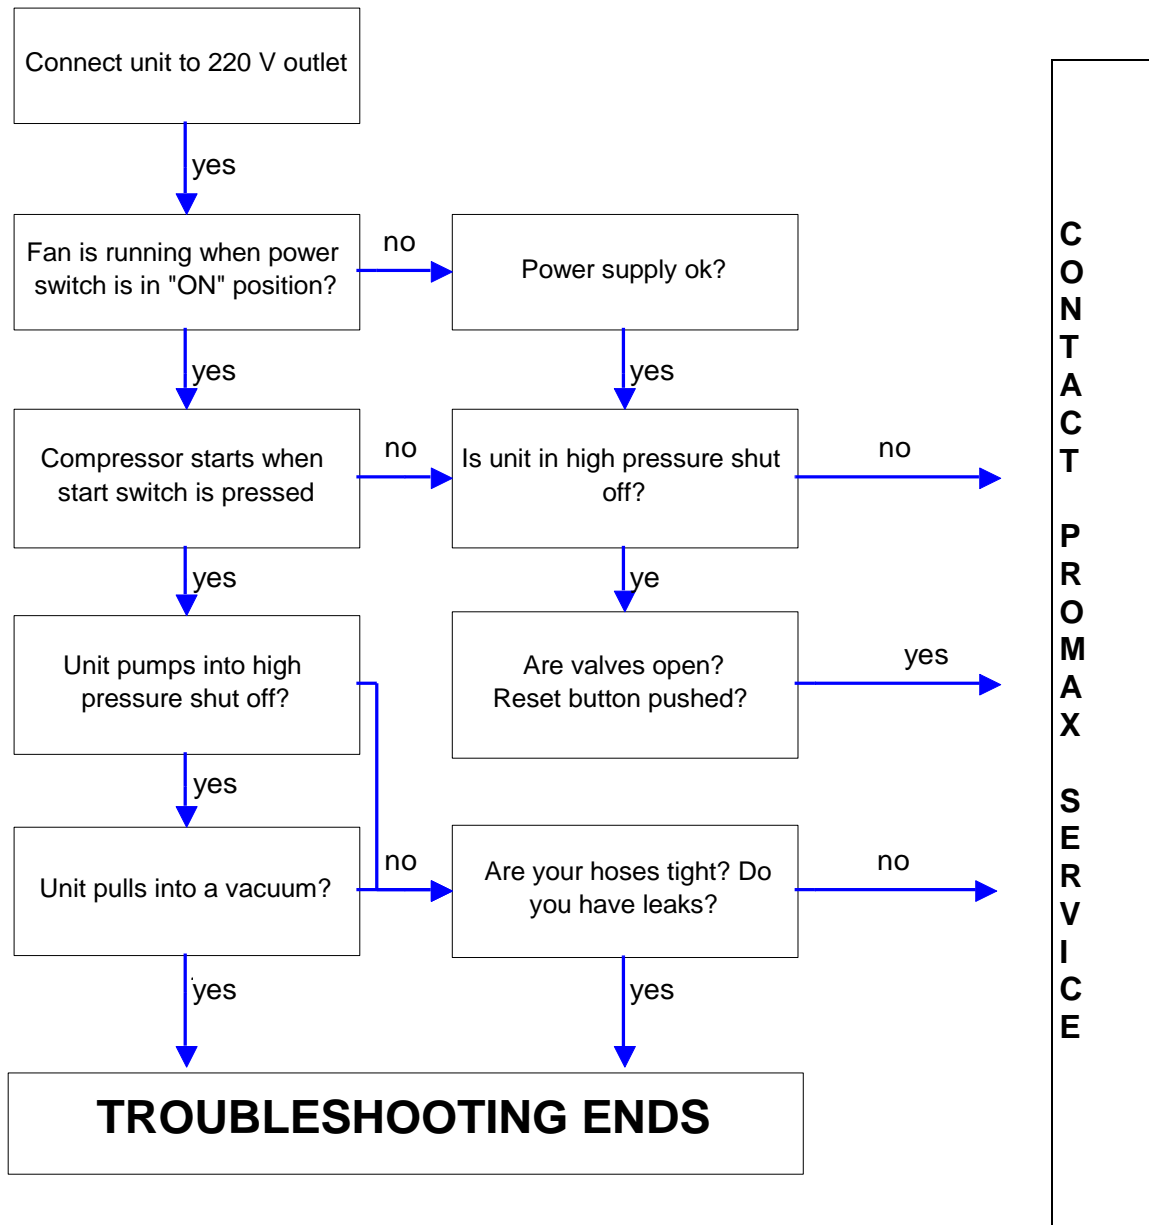 Connect unit to 220 V outlet
yes
Fan is running when power
switch is in "ON" position?
no
Power supply ok?
yes
yes
Compressor starts when
start switch is pressed
no
Is unit in high pressure shut
off?
no
yes
ye
Unit pumps into high
pressure shut off?
Are valves open?
Reset button pushed?
yes
yes
Unit pulls into a vacuum?
no
Are your hoses tight? Do
you have leaks?
no
yes
yes
TROUBLESHOOTING ENDS
CONTACT PROMAX SERVICE